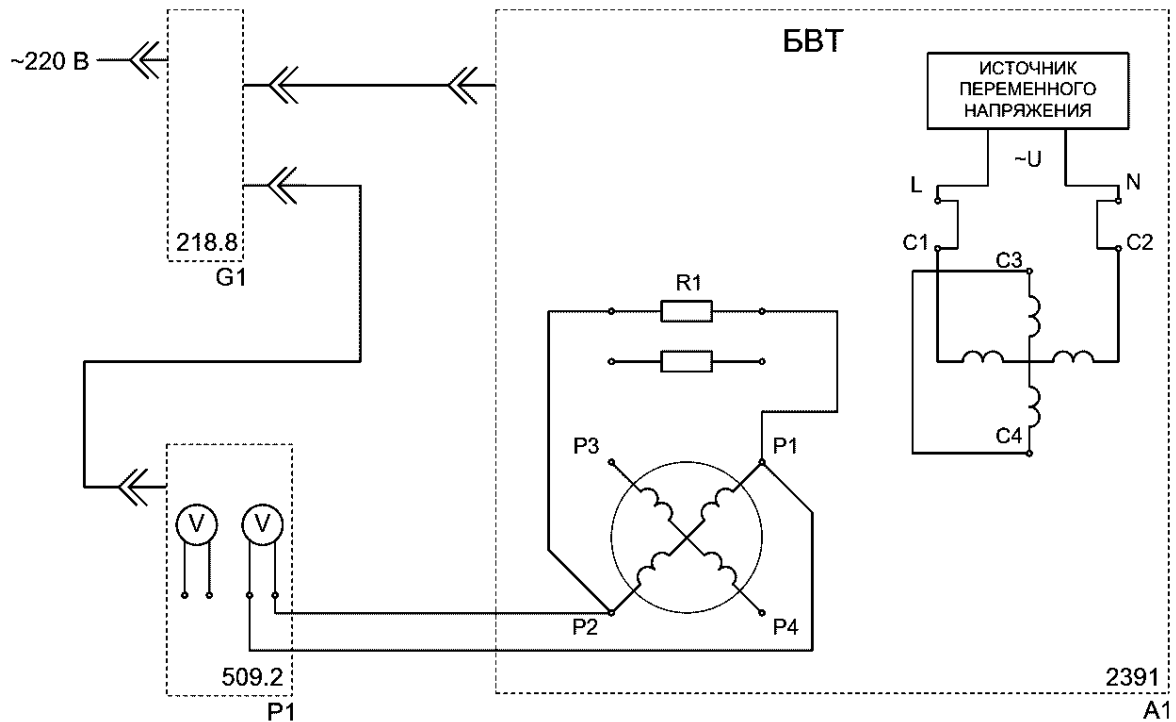 БВТ
~220 В
ИСТОЧНИК
ПЕРЕМЕННОГО
НАПРЯЖЕНИЯ
~U
L
N
218.8
G1
C1
C2
C3
C4
R1
P3
P1
V
V
P2
P4
509.2
P1
2391
A1